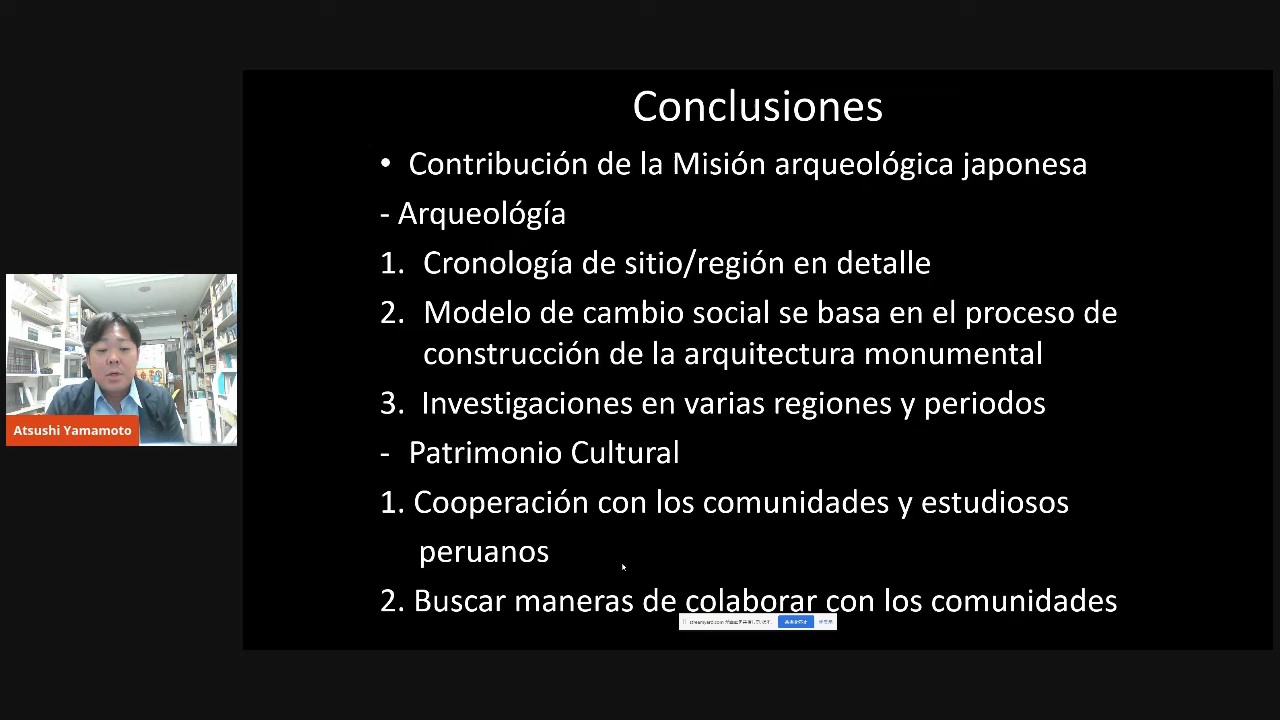 Conclusiones
• Contribución de la Misión arqueológica japonesa
- Arqueológía
1. Cronología de sitio/región en detalle
2. Modelo de cambio social se basa en el proceso de
construcción de la arquitectura monumental
3. Investigaciones en varias regiones y periodos
- Patrimonio Cultural
1. Cooperación con los comunidades y estudiosos
peruanos
2. Buscar maneras de colaborar con los comunidades
Atsushi Yamamoto
streamyard.com